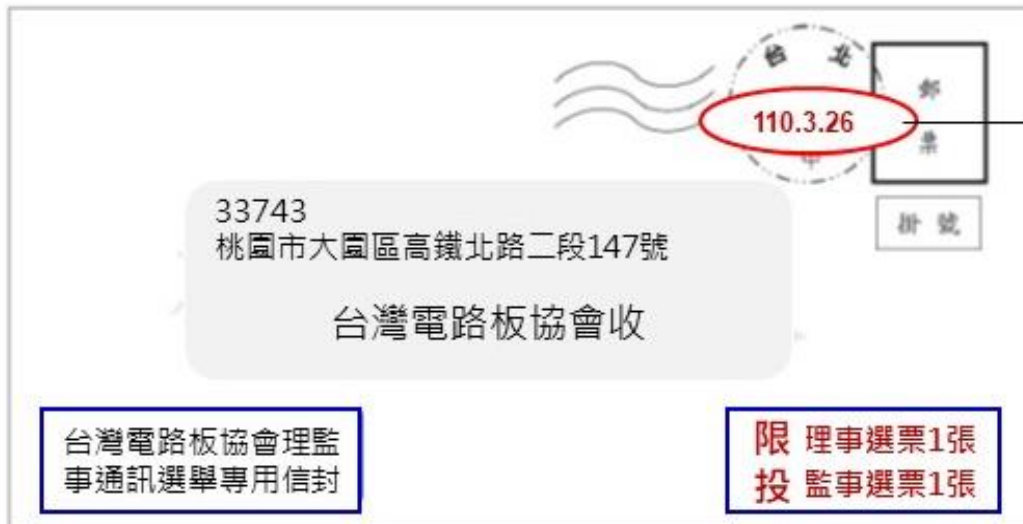 台北
110.3.26
郵票
掛號
33743
桃園市大園區高鐵北路二段147號
台灣電路板協會收
台灣電路板協會理監
事通訊選舉專用信封
限 理事選票1張
投 監事選票1張